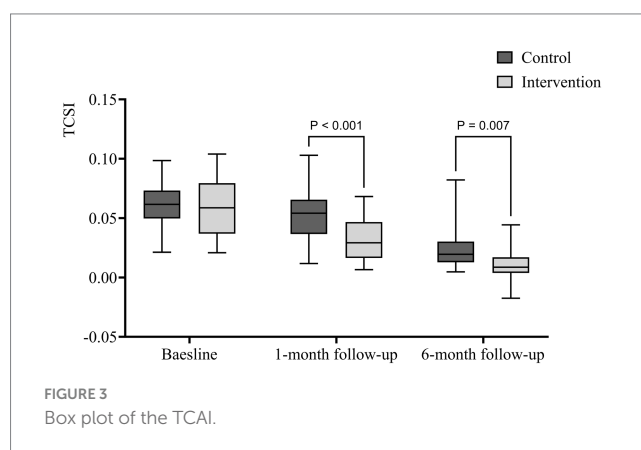 Control
Intervention
TCSI
0.15
0.10
0.05
0.00
-0.05
P < 0.001
P = 0.007
Baesline
1-month follow-up
6-month follow-up
FIGURE 3
Box plot of the TCAI.